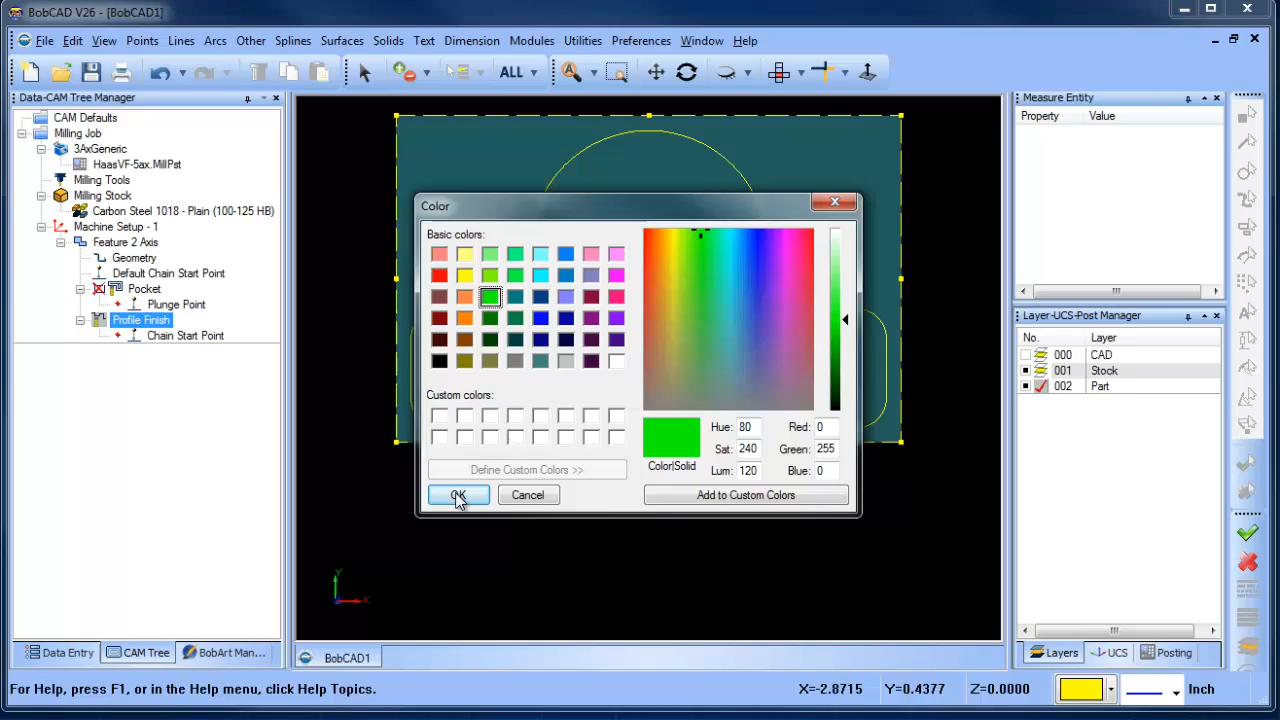 BobCAD V26 - [BobCAD1]
File Edit View Points Lines Arcs Other Splines Surfaces Solids Text Dimension Modules Utilities Preferences Window Help
ALL
Data-CAM Tree Manager
CAM Defaults
Milling Job
3AxGeneric
HaasVF-5ax.MillPst
Milling Tools
Milling Stock
Carbon Steel 1018 - Plain (100-125 HB)
Machine Setup - 1
Feature 2 Axis
Geometry
Default Chain Start Point
Pocket
Plunge Point
Profile Finish
Chain Start Point
Data Entry CAM Tree BobArt Man...
Color
Basic colors:
Custom colors:
Define Custom Colors >>
OK Cancel
Color|Solid
Hue: 80 Red: 0
Sat: 240 Green: 255
Lum: 120 Blue: 0
Add to Custom Colors
Y
X
BobCAD1
Measure Entity
Property Value
Layer-UCS-Post Manager
No. Layer
000 CAD
001 Stock
002 Part
Layers UCS Posting
For Help, press F1, or in the Help menu, click Help Topics. X=-2.8715 Y=0.4377 Z=0.0000 Inch